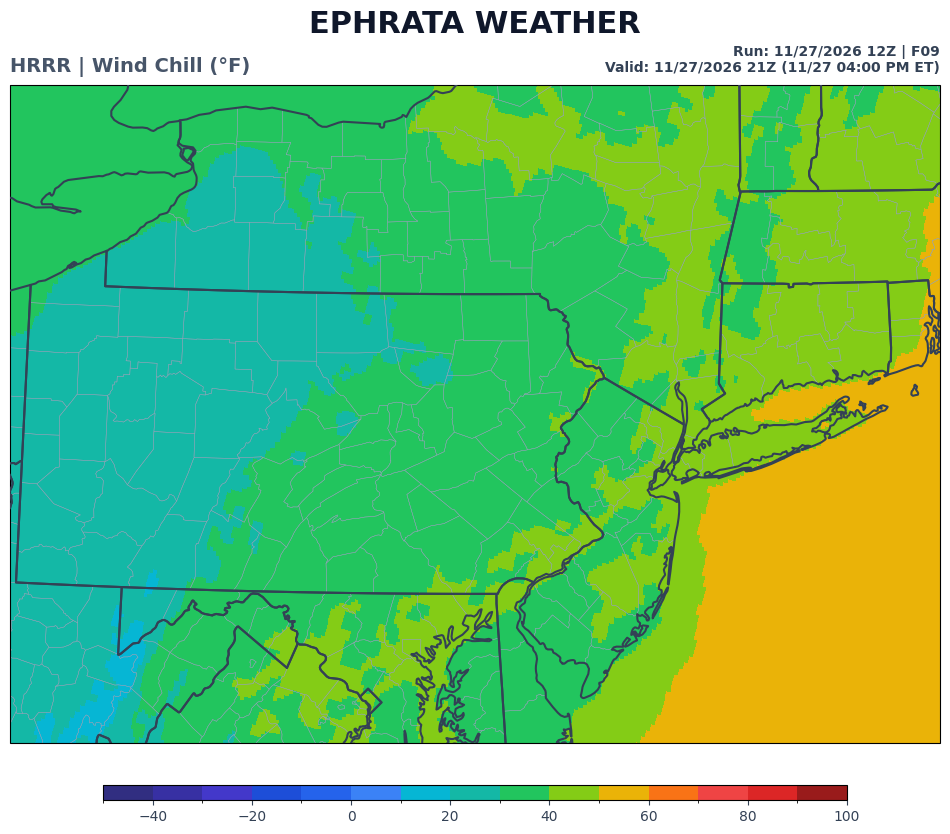 EPHRATA WEATHER
HRRR | Wind Chill (°F)
Run: 11/27/2026 12Z | F09
Valid: 11/27/2026 21Z (11/27 04:00 PM ET)
−40 −20 0 20 40 60 80 100